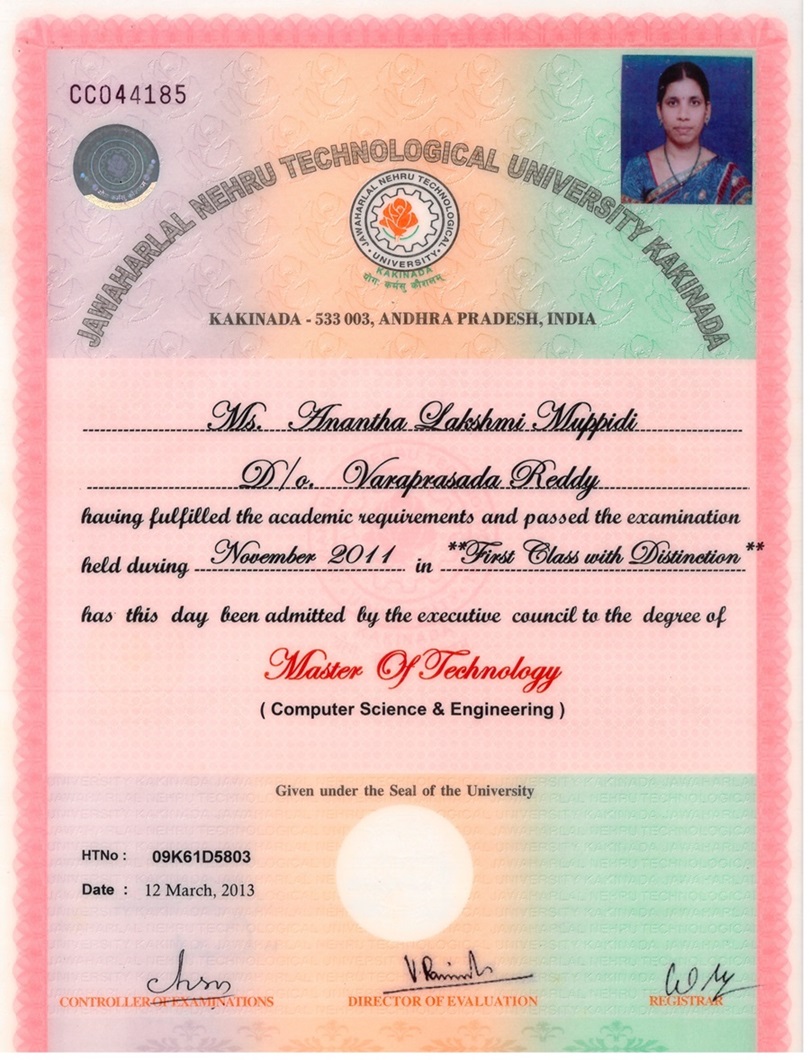 CC044185
JAWAHARLAL NEHRU TECHNOLOGICAL UNIVERSITY KAKINADA
JAWAHARLAL NEHRU TECHNOLOGICAL
UNIVERSITY
KAKINADA
योगः कर्मसु कौशलम्
KAKINADA - 533 003, ANDHRA PRADESH, INDIA
Ms. Anantha Lakshmi Muppidi
D/o. Varaprasada Reddy
having fulfilled the academic requirements and passed the examination
held during November 2011 in **First Class with Distinction**
has this day been admitted by the executive council to the degree of
Master Of Technology
( Computer Science & Engineering )
Given under the Seal of the University
HTNo : 09K61D5803
Date : 12 March, 2013
CONTROLLER OF EXAMINATIONS DIRECTOR OF EVALUATION REGISTRAR